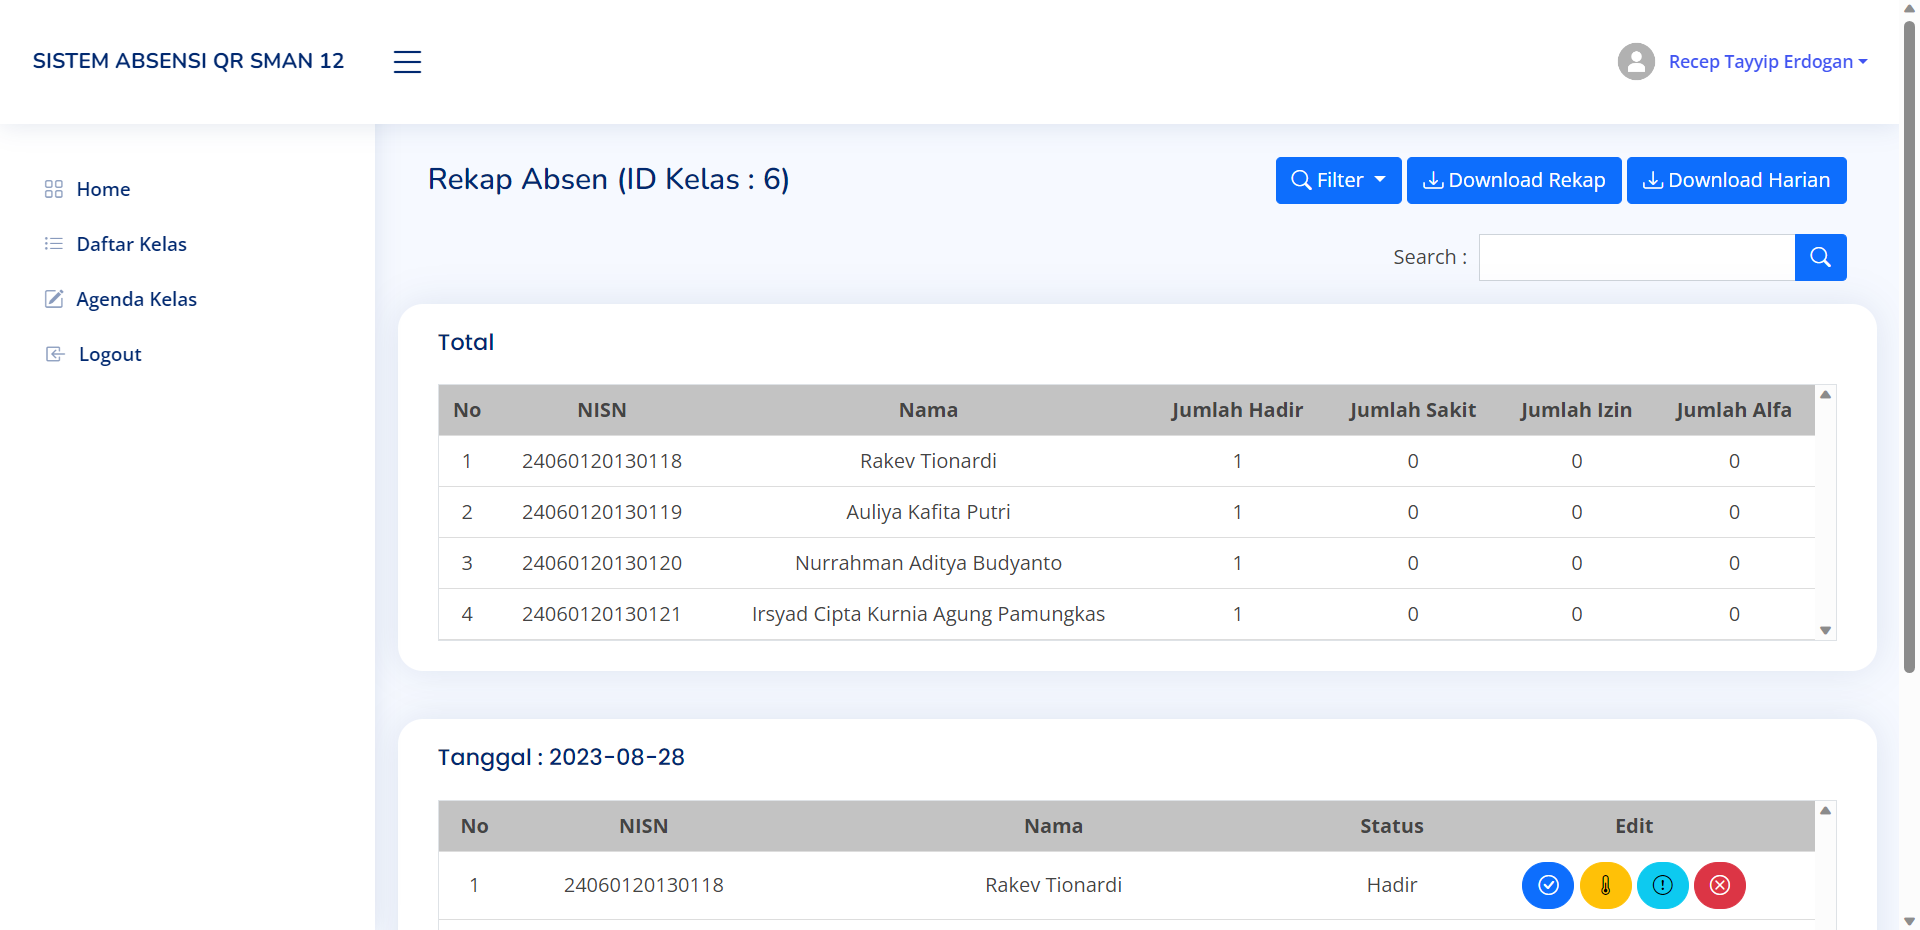 SISTEM ABSENSI QR SMAN 12
Recep Tayyip Erdogan
Home
Daftar Kelas
Agenda Kelas
Logout
Rekap Absen (ID Kelas : 6)
Filter Download Rekap Download Harian
Search :
Total
No NISN Nama Jumlah Hadir Jumlah Sakit Jumlah Izin Jumlah Alfa
1 24060120130118 Rakev Tionardi 1 0 0 0
2 24060120130119 Auliya Kafita Putri 1 0 0 0
3 24060120130120 Nurrahman Aditya Budyanto 1 0 0 0
4 24060120130121 Irsyad Cipta Kurnia Agung Pamungkas 1 0 0 0
Tanggal : 2023-08-28
No NISN Nama Status Edit
1 24060120130118 Rakev Tionardi Hadir